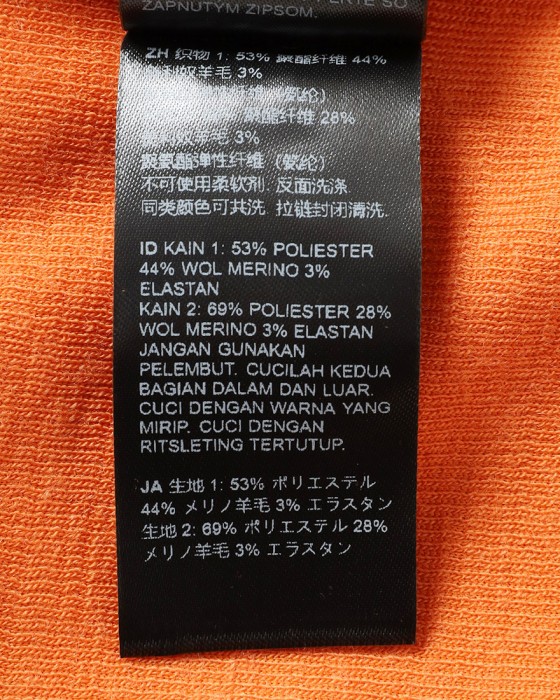 ERTE SO
ZAPNUTÝM ZIPSOM.
ZH 织物 1: 53% 聚酯纤维 44%
羊毛 3%
纤维 (氨纶)
聚酯纤维 28%
羊毛 3%
聚氨酯弹性纤维 (氨纶)
不可使用柔软剂. 反面洗涤
同类颜色可共洗. 拉链封闭清洗.
ID KAIN 1: 53% POLIESTER
44% WOL MERINO 3%
ELASTAN
KAIN 2: 69% POLIESTER 28%
WOL MERINO 3% ELASTAN
JANGAN GUNAKAN
PELEMBUT. CUCILAH KEDUA
BAGIAN DALAM DAN LUAR.
CUCI DENGAN WARNA YANG
MIRIP. CUCI DENGAN
RITSLETING TERTUTUP.
JA 生地 1: 53% ポリエステル
44% メリノ羊毛 3% エラスタン
生地 2: 69% ポリエステル 28%
メリノ羊毛 3% エラスタン